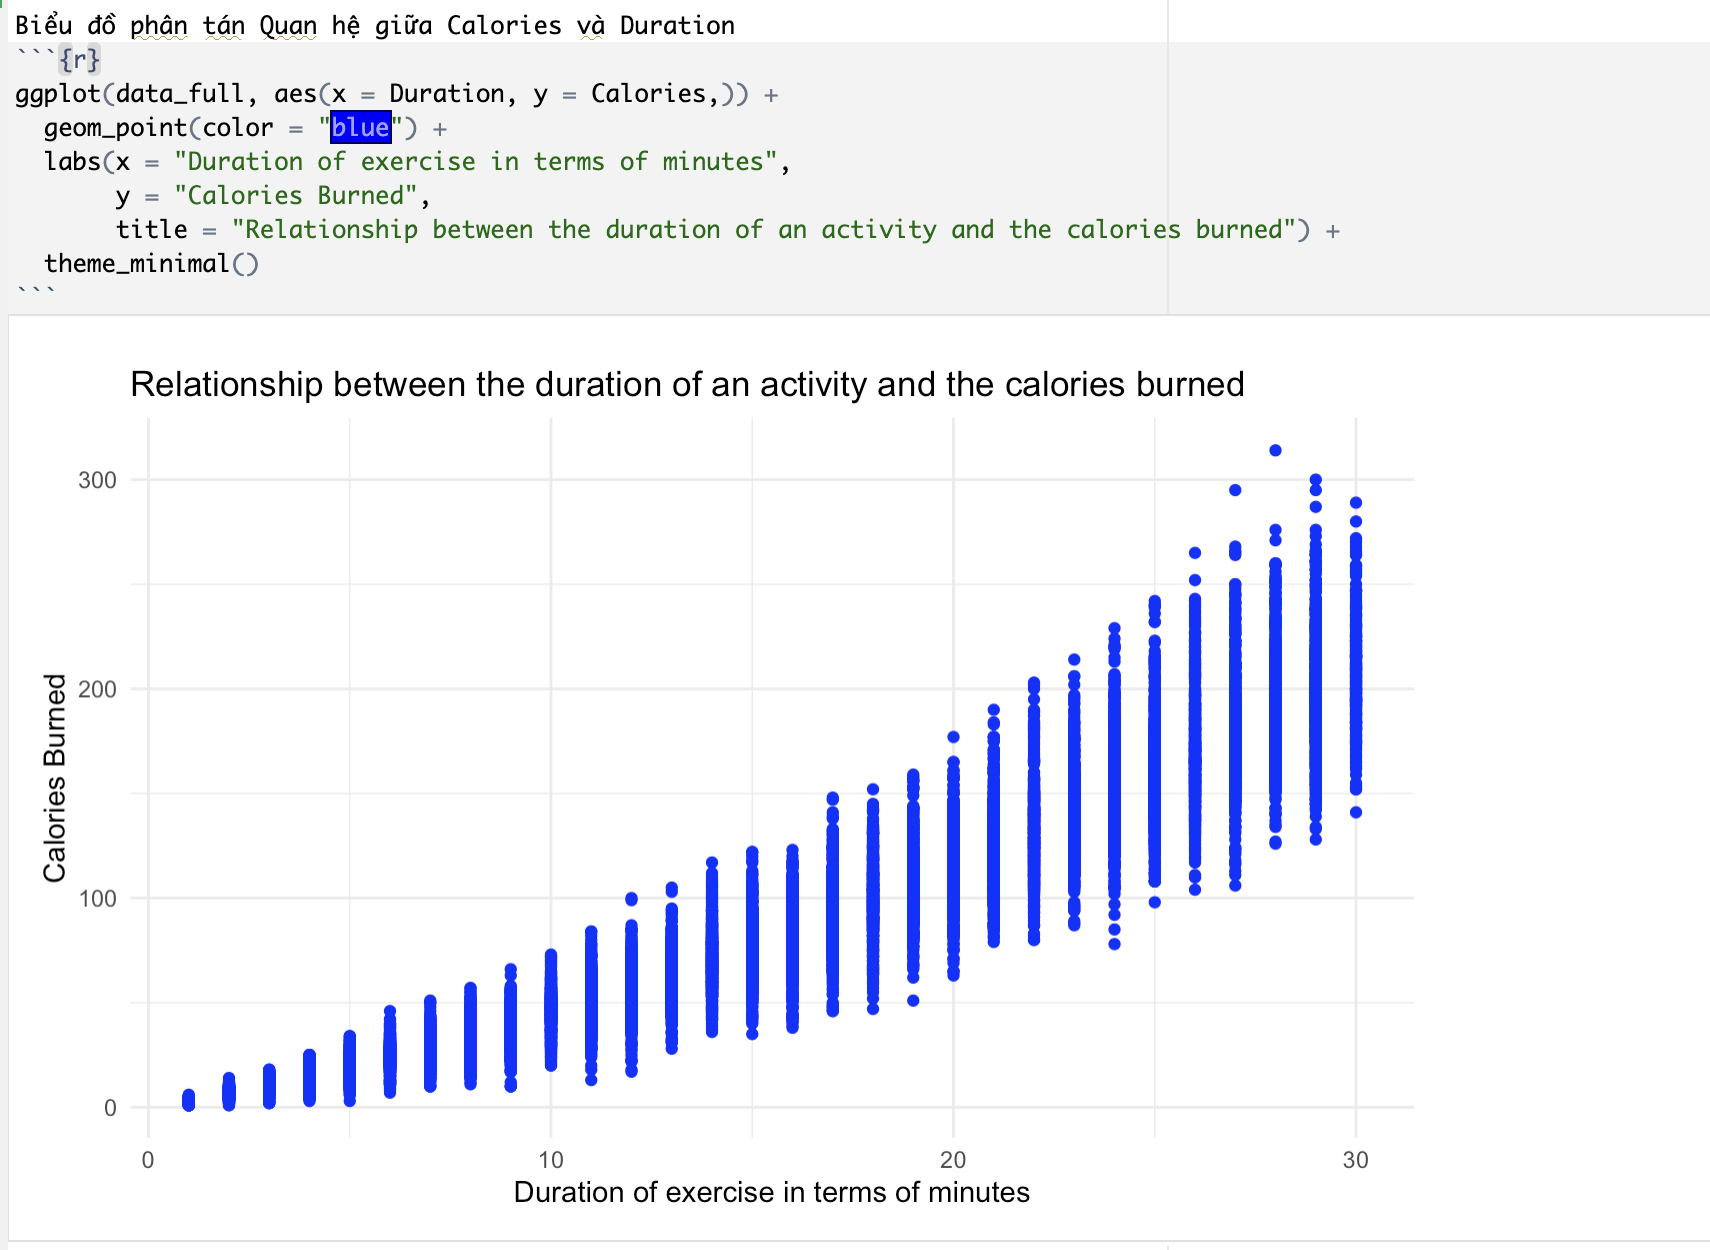 Biểu đồ phân tán Quan hệ giữa Calories và Duration
```{r}
ggplot(data_full, aes(x = Duration, y = Calories,)) +
  geom_point(color = "blue") +
  labs(x = "Duration of exercise in terms of minutes",
       y = "Calories Burned",
       title = "Relationship between the duration of an activity and the calories burned") +
  theme_minimal()
```
Relationship between the duration of an activity and the calories burned
300
200
100
0
Calories Burned
0 10 20 30
Duration of exercise in terms of minutes